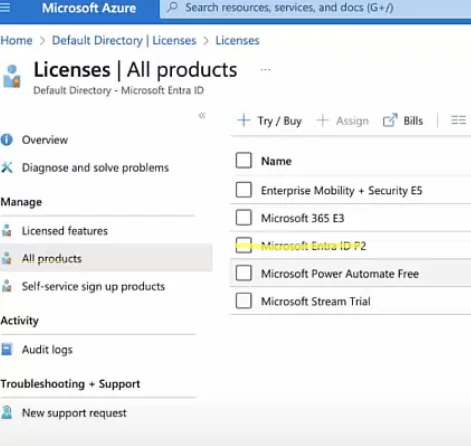 Microsoft Azure
Search resources, services, and docs (G+/)
Home > Default Directory | Licenses > Licenses
Licenses | All products ...
Default Directory - Microsoft Entra ID
«
+ Try / Buy + Assign Bills
Overview
Diagnose and solve problems
Manage
Licensed features
All products
Self-service sign up products
Activity
Audit logs
Troubleshooting + Support
New support request
Name
Enterprise Mobility + Security E5
Microsoft 365 E3
Microsoft Entra ID P2
Microsoft Power Automate Free
Microsoft Stream Trial